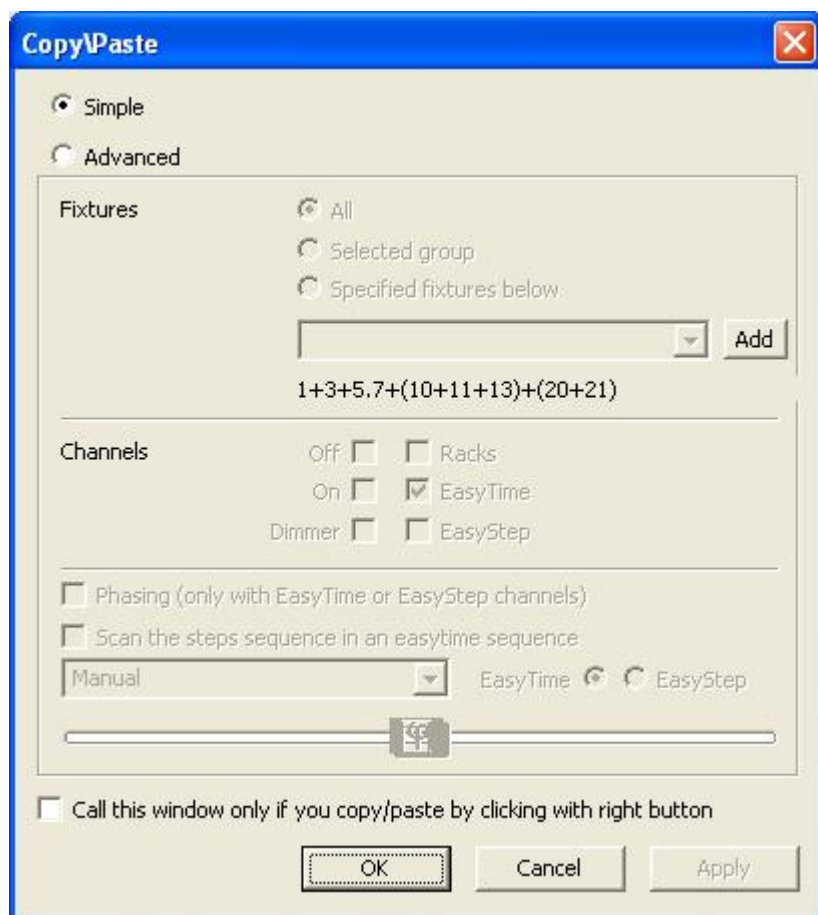 Copy\Paste
Simple
Advanced
Fixtures All
Selected group
Specified fixtures below
Add
1+3+5.7+(10+11+13)+(20+21)
Channels Off Racks
On EasyTime
Dimmer EasyStep
Phasing (only with EasyTime or EasyStep channels)
Scan the steps sequence in an easytime sequence
Manual EasyTime EasyStep
Call this window only if you copy/paste by clicking with right button
OK Cancel Apply